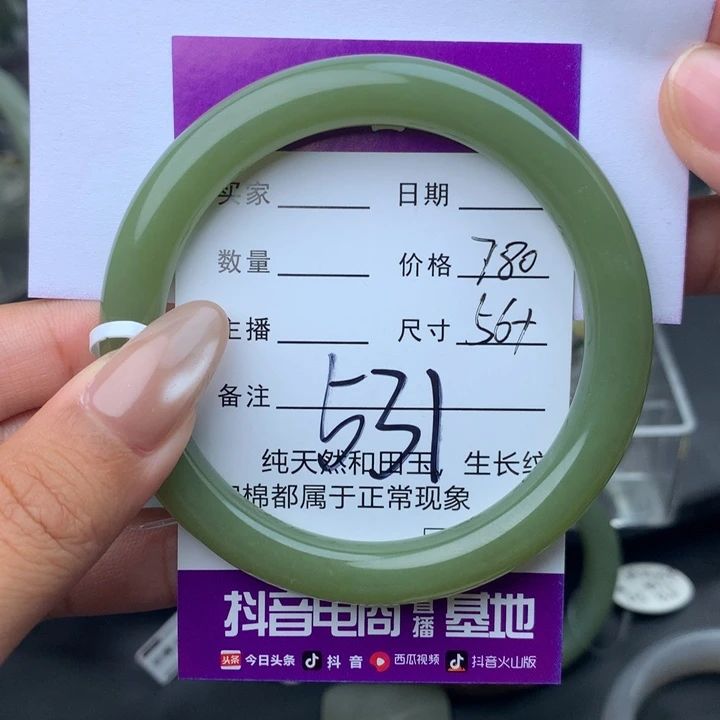 买家 日期
数量 价格 780
主播 尺寸 56+
备注 531
纯天然和田玉，生长纹
棉都属于正常现象
抖音电商直播基地
头条 今日头条 抖音 西瓜视频 抖音火山版